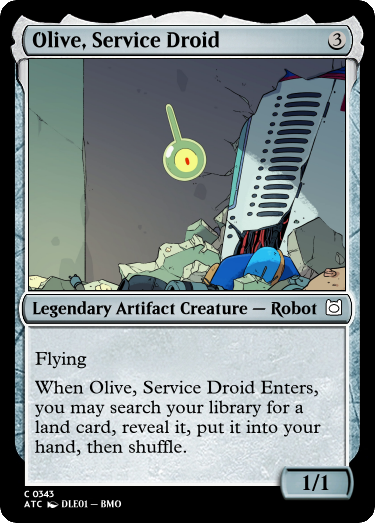 Olive, Service Droid 3
Legendary Artifact Creature — Robot
Flying
When Olive, Service Droid Enters,
you may search your library for a
land card, reveal it, put it into your
hand, then shuffle.
1/1
C 0343
ATC DLE01 — BMO